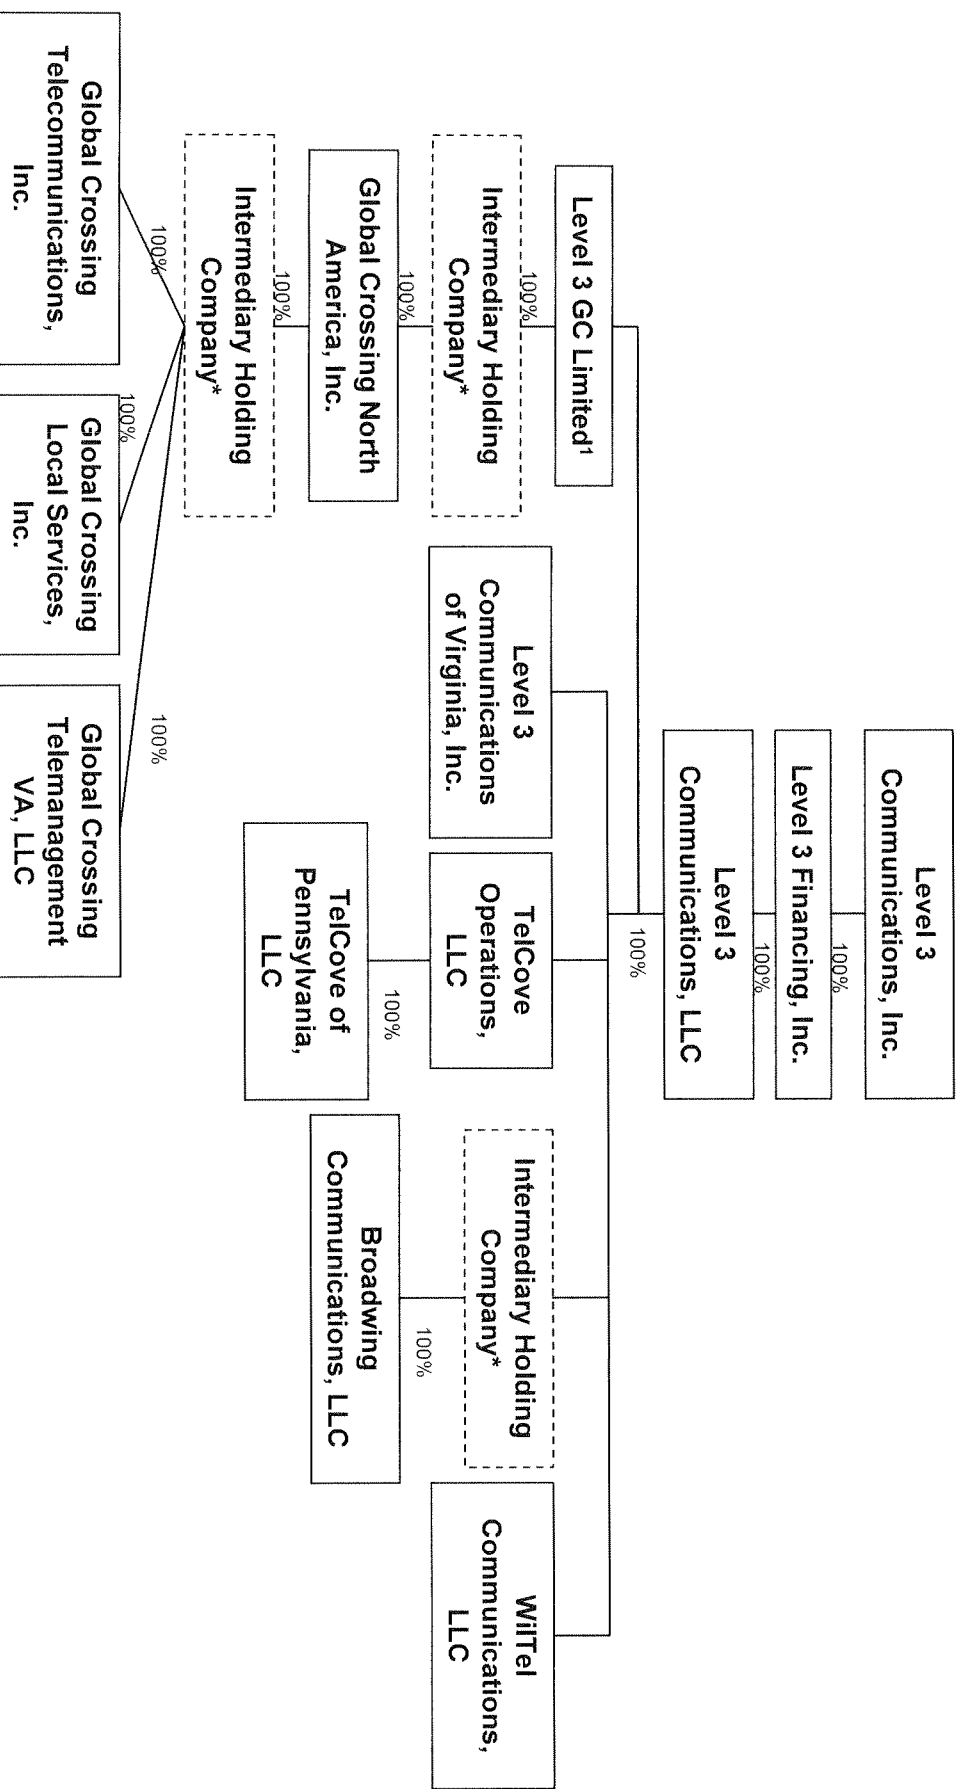 Level 3
Communications, Inc.
100%
Level 3 Financing, Inc.
100%
Level 3
Communications, LLC
100%
Level 3 GC Limited¹
100%
Intermediary Holding
Company*
100%
Global Crossing North
America, Inc.
100%
Intermediary Holding
Company*
100%
100%
100%
Global Crossing
Telecommunications,
Inc.
Global Crossing
Local Services,
Inc.
Global Crossing
Telemanagement
VA, LLC
Level 3
Communications
of Virginia, Inc.
TelCove
Operations,
LLC
100%
TelCove of
Pennsylvania,
LLC
Intermediary Holding
Company*
100%
Broadwing
Communications, LLC
WilTel
Communications,
LLC